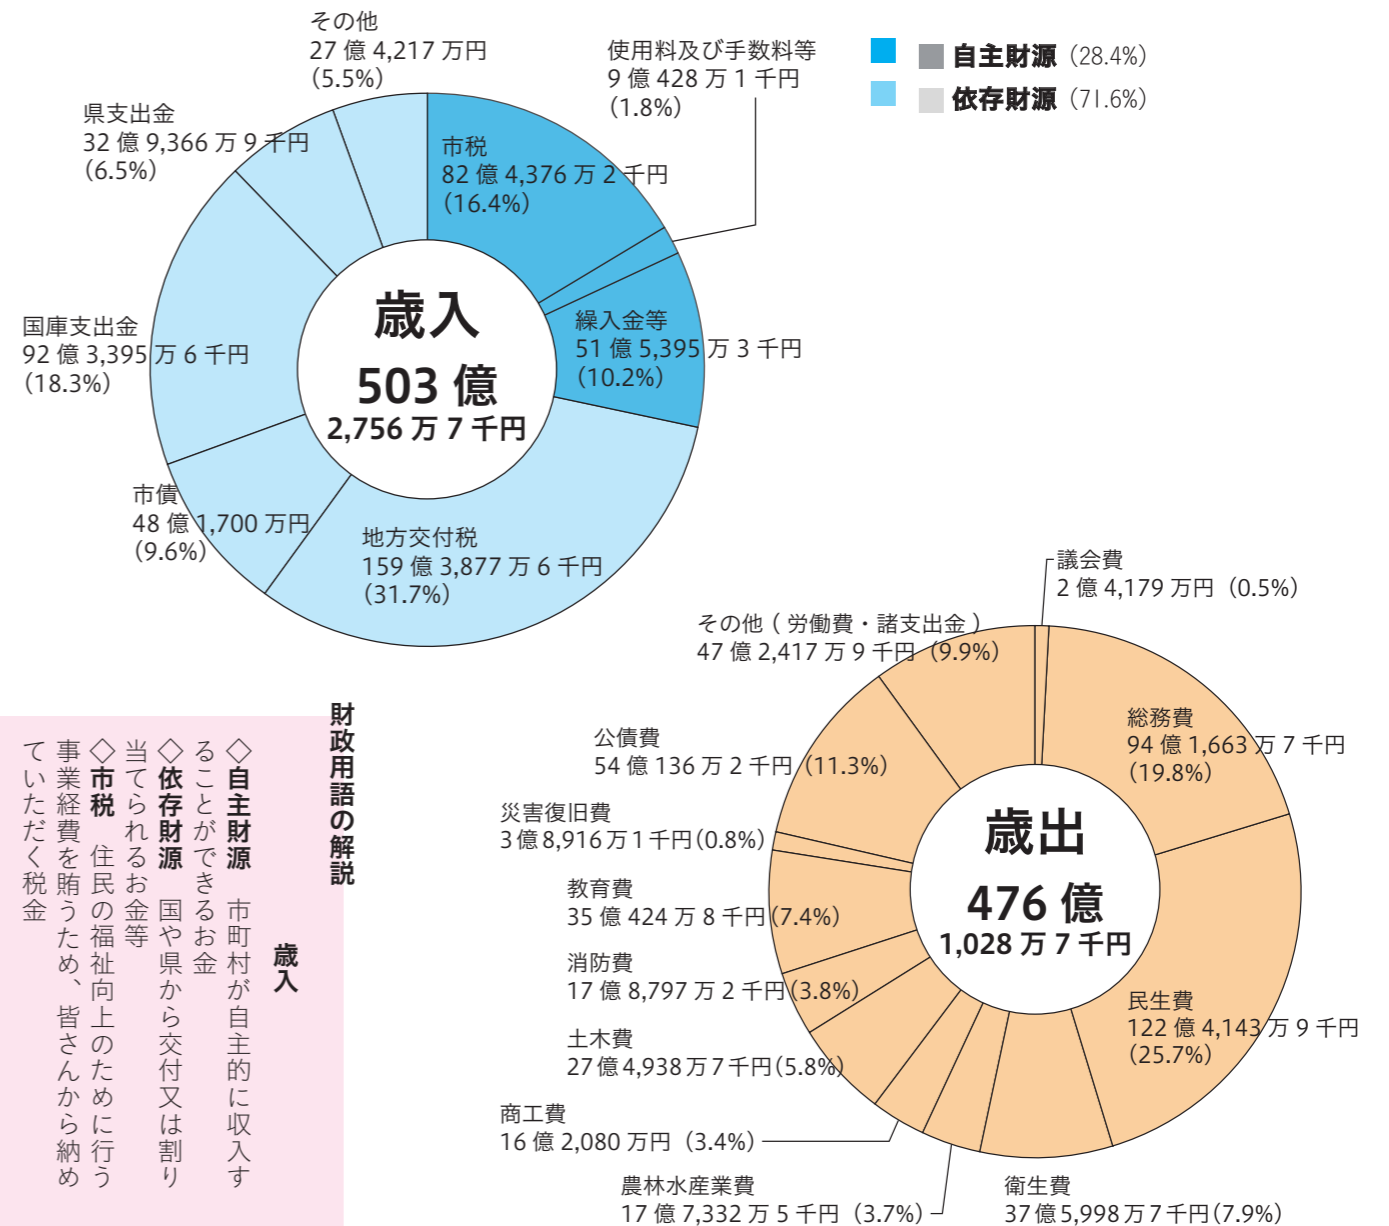 その他
27 億 4,217 万円
(5.5%)
使用料及び手数料等
9 億 428 万 1 千円
(1.8%)
自主財源（28.4%）
依存財源（71.6%）
県支出金
32 億 9,366 万 9 千円
(6.5%)
市税
82 億 4,376 万 2 千円
(16.4%)
国庫支出金
92 億 3,395 万 6 千円
(18.3%)
歳入
503 億
2,756 万 7 千円
繰入金等
51 億 5,395 万 3 千円
(10.2%)
市債
48 億 1,700 万円
(9.6%)
地方交付税
159 億 3,877 万 6 千円
(31.7%)
議会費
2 億 4,179 万円（0.5%）
その他 ( 労働費・諸支出金 )
47 億 2,417 万 9 千円（9.9%）
総務費
94 億 1,663 万 7 千円
(19.8%)
公債費
54 億 136 万 2 千円（11.3%）
災害復旧費
3 億 8,916 万 1 千円(0.8%)
歳出
476 億
1,028 万 7 千円
教育費
35 億 424 万 8 千円(7.4%)
消防費
17 億 8,797 万 2 千円(3.8%)
民生費
122 億 4,143 万 9 千円
(25.7%)
土木費
27 億 4,938 万 7 千円(5.8%)
商工費
16 億 2,080 万円（3.4%）
農林水産業費
17 億 7,332 万 5 千円（3.7%）
衛生費
37 億 5,998 万 7 千円(7.9%)
財政用語の解説
歳入
◇自主財源　市町村が自主的に収入す
ることができるお金
◇依存財源　国や県から交付又は割り
当てられるお金等
◇市税　住民の福祉向上のために行う
事業経費を賄うため、皆さんから納め
ていただく税金